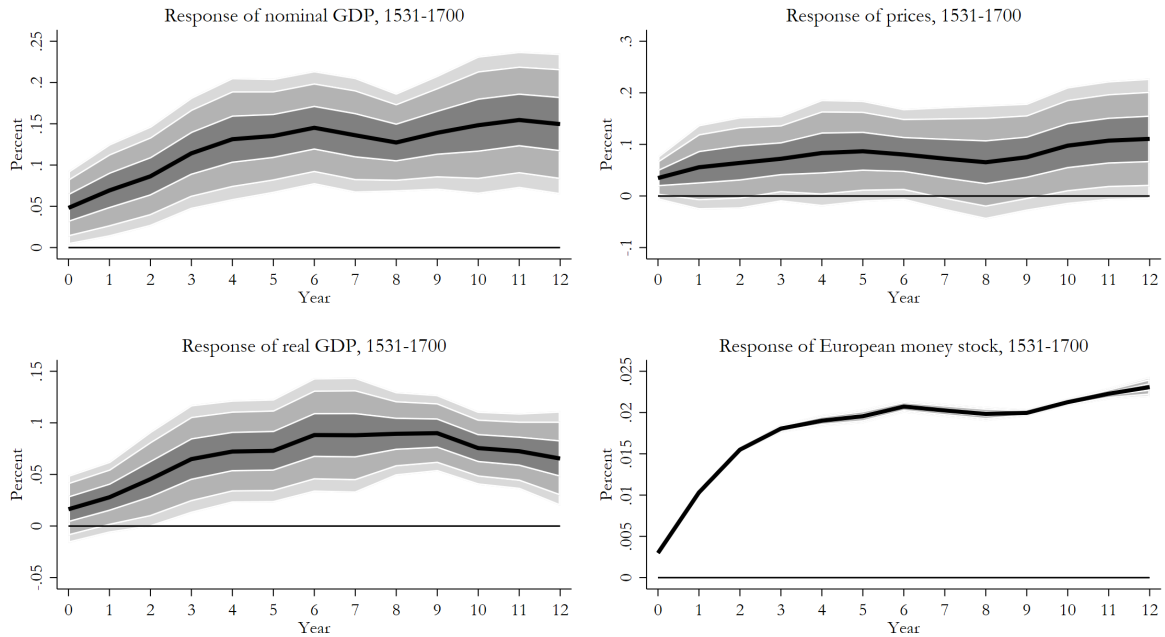 Response of nominal GDP, 1531-1700
Percent
.25
.2
.15
.1
.05
0
0 1 2 3 4 5 6 7 8 9 10 11 12
Year
Response of prices, 1531-1700
Percent
.3
.2
.1
0
-.1
0 1 2 3 4 5 6 7 8 9 10 11 12
Year
Response of real GDP, 1531-1700
Percent
.15
.1
.05
0
-.05
0 1 2 3 4 5 6 7 8 9 10 11 12
Year
Response of European money stock, 1531-1700
Percent
.025
.02
.015
.01
.005
0
0 1 2 3 4 5 6 7 8 9 10 11 12
Year